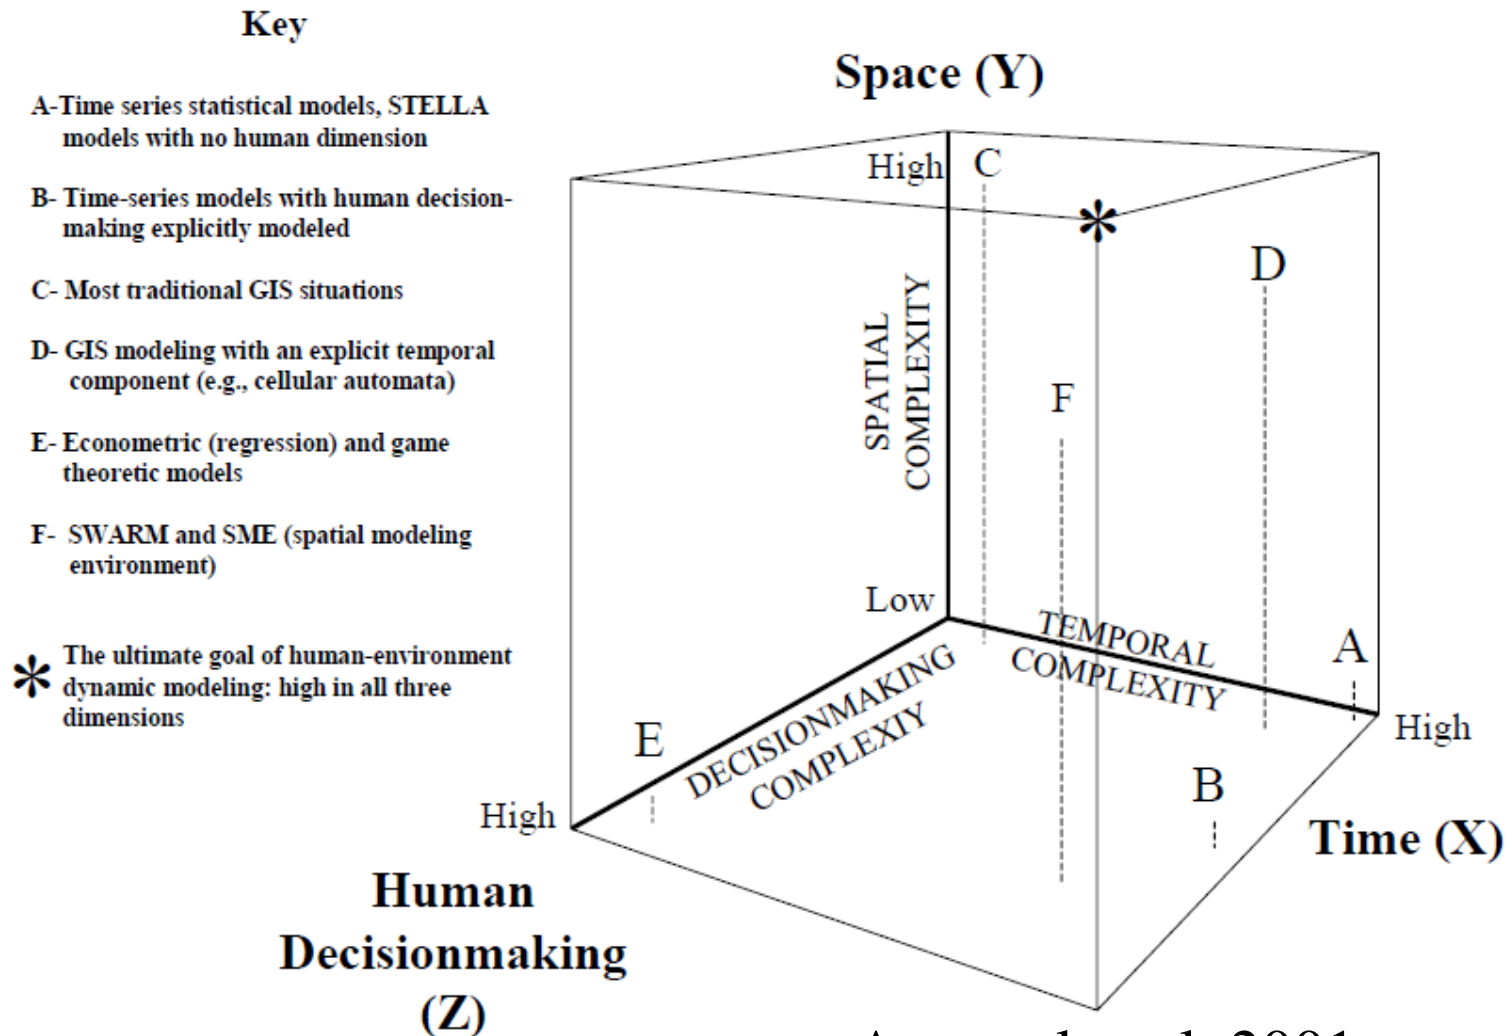 Key
A-Time series statistical models, STELLA
models with no human dimension
B- Time-series models with human decision-
making explicitly modeled
C- Most traditional GIS situations
D- GIS modeling with an explicit temporal
component (e.g., cellular automata)
E- Econometric (regression) and game
theoretic models
F- SWARM and SME (spatial modeling
environment)
* The ultimate goal of human-environment
dynamic modeling: high in all three
dimensions
Space (Y)
High
C
*
D
SPATIAL
COMPLEXITY
F
Low
TEMPORAL
COMPLEXITY
A
High
DECISIONMAKING
COMPLEXIY
E
High
B
Time (X)
Human
Decisionmaking
(Z)
2001